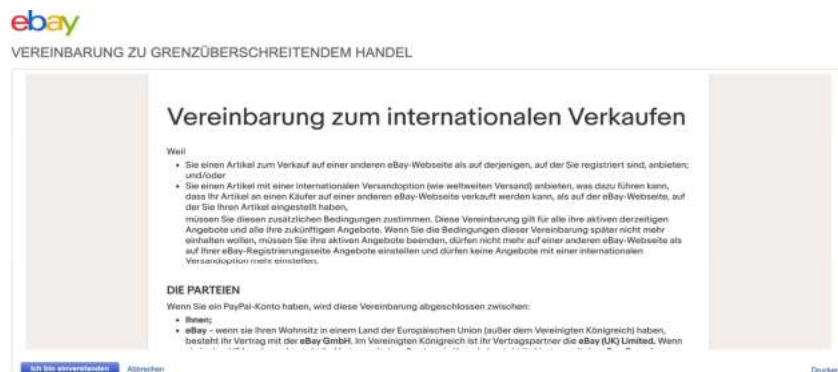 ebay
VEREINBARUNG ZU GRENZÜBERSCHREITENDEM HANDEL
Vereinbarung zum internationalen Verkaufen
Weil
• Sie einen Artikel zum Verkauf auf einer anderen eBay-Webseite als auf derjenigen, auf der Sie registriert sind, anbieten;
und/oder
• Sie einen Artikel mit einer internationalen Versandoption (wie weltweiten Versand) anbieten, was dazu führen kann,
dass Ihr Artikel an einen Käufer auf einer anderen eBay-Webseite verkauft werden kann, als auf der eBay-Webseite, auf
der Sie Ihren Artikel eingestellt haben,
müssen Sie diesen zusätzlichen Bedingungen zustimmen. Diese Vereinbarung gilt für alle ihre aktiven derzeitigen
Angebote und alle ihre zukünftigen Angebote. Wenn Sie die Bedingungen dieser Vereinbarung später nicht mehr
einhalten wollen, müssen Sie ihre aktiven Angebote beenden, dürfen nicht mehr auf einer anderen eBay-Webseite als
auf Ihrer eBay-Registrierungsseite Angebote einstellen und dürfen keine Angebote mit einer internationalen
Versandoption mehr einstellen.
DIE PARTEIEN
Wenn Sie ein PayPal-Konto haben, wird diese Vereinbarung abgeschlossen zwischen:
• Ihnen;
• eBay – wenn sie Ihren Wohnsitz in einem Land der Europäischen Union (außer dem Vereinigten Königreich) haben,
besteht ihr Vertrag mit der eBay GmbH. Im Vereinigten Königreich ist ihr Vertragspartner die eBay (UK) Limited. Wenn
Ich bin einverstanden Abbrechen Drucken